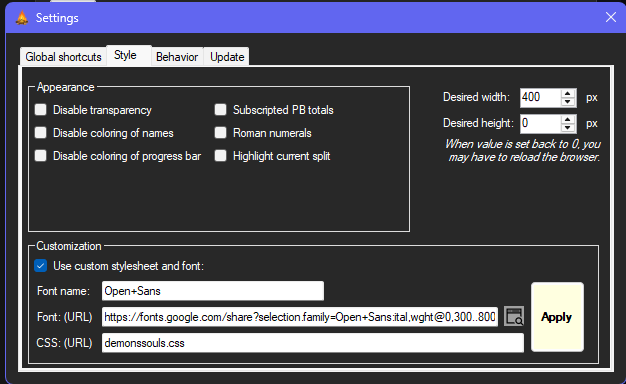 Settings
Global shortcuts Style Behavior Update
Appearance
Disable transparency Subscripted PB totals
Disable coloring of names Roman numerals
Disable coloring of progress bar Highlight current split
Desired width: 400 px
Desired height: 0 px
When value is set back to 0, you
may have to reload the browser.
Customization
Use custom stylesheet and font:
Font name: Open+Sans
Font: (URL) https://fonts.google.com/share?selection.family=Open+Sans:ital,wght@0,300..800
CSS: (URL) demonssouls.css
Apply